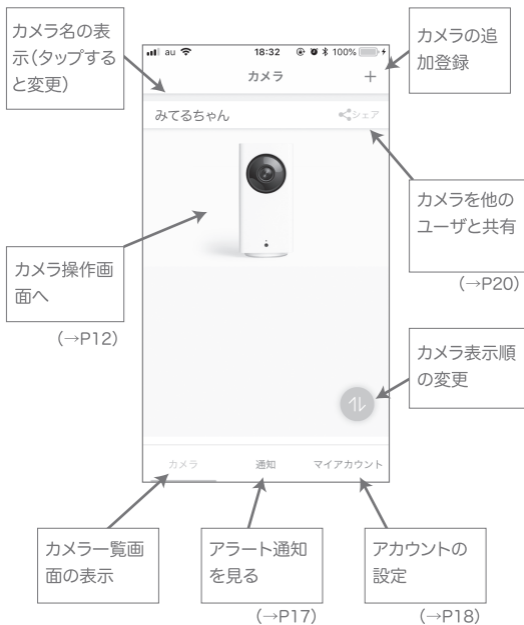 カメラ名の表
示(タップする
と変更)
カメラの追
加登録
au 18:32 100%
カメラ
+
みてるちゃん
シェア
カメラを他の
ユーザと共有
(→P20)
カメラ操作画
面へ
(→P12)
カメラ表示順
の変更
カメラ 通知 マイアカウント
カメラ一覧画
面の表示
アラート通知
を見る
(→P17)
アカウントの
設定
(→P18)